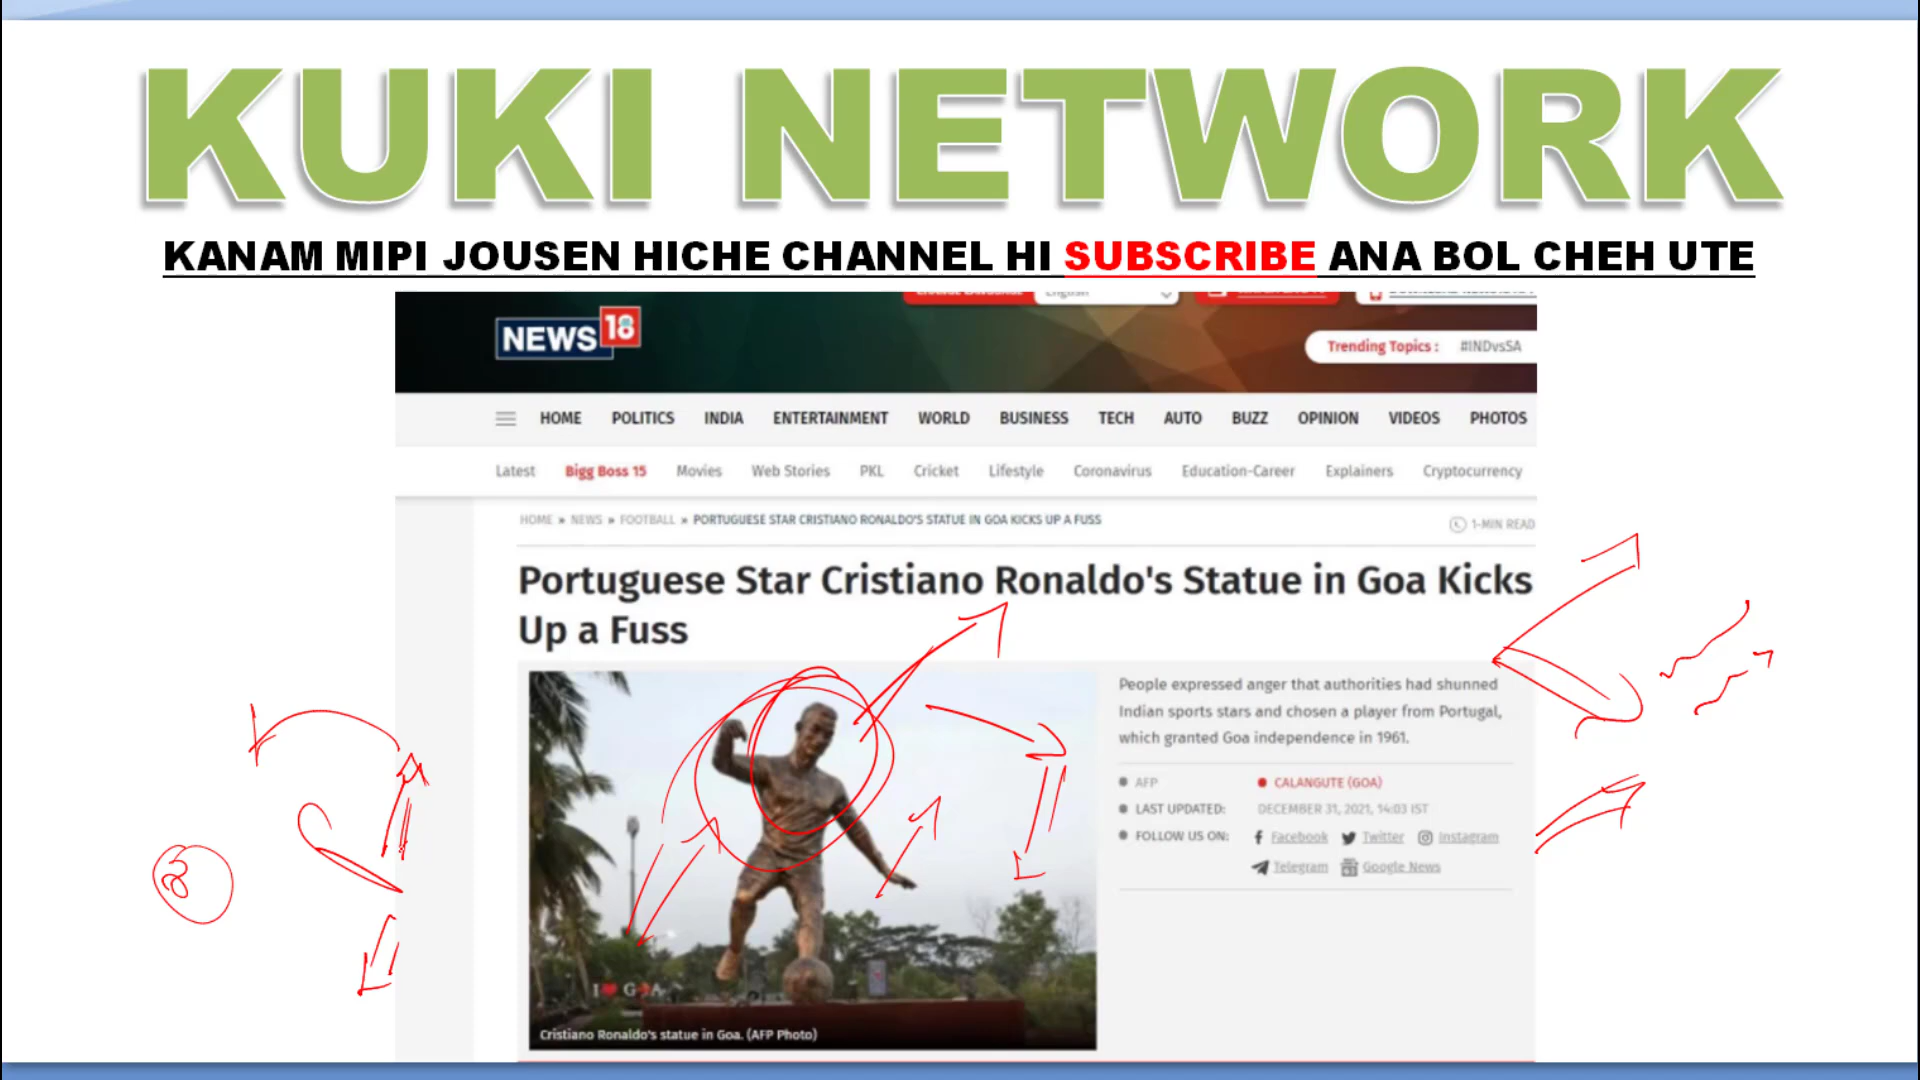 KUKI NETWORK
KANAM MIPI JOUSEN HICHE CHANNEL HI SUBSCRIBE ANA BOL CHEH UTE
English
NEWS 18
Trending Topics : #INDvsSA
HOME POLITICS INDIA ENTERTAINMENT WORLD BUSINESS TECH AUTO BUZZ OPINION VIDEOS PHOTOS
Latest Bigg Boss 15 Movies Web Stories PKL Cricket Lifestyle Coronavirus Education-Career Explainers Cryptocurrency
HOME » NEWS » FOOTBALL » PORTUGUESE STAR CRISTIANO RONALDO'S STATUE IN GOA KICKS UP A FUSS
1-MIN READ
Portuguese Star Cristiano Ronaldo's Statue in Goa Kicks
Up a Fuss
People expressed anger that authorities had shunned
Indian sports stars and chosen a player from Portugal,
which granted Goa independence in 1961.
AFP CALANGUTE (GOA)
LAST UPDATED: DECEMBER 31, 2021, 14:03 IST
FOLLOW US ON: Facebook Twitter Instagram
Telegram Google News
I ❤ GOA
Cristiano Ronaldo's statue in Goa. (AFP Photo)